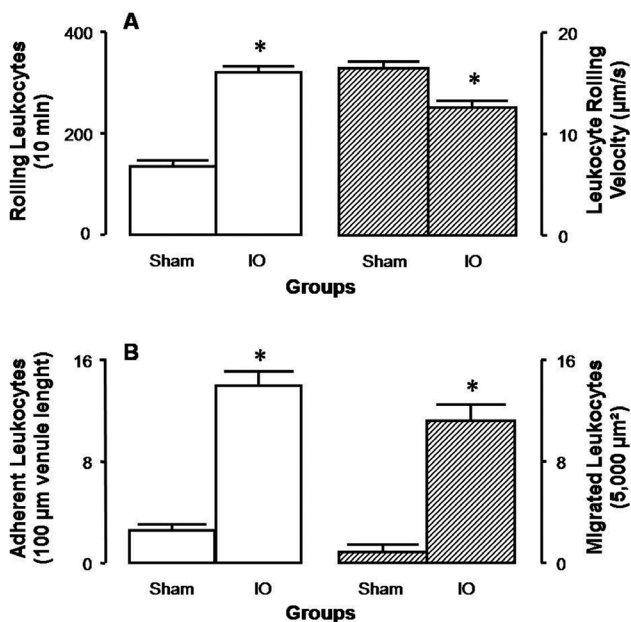 A
400
200
0
Rolling Leukocytes
(10 min)
*
*
20
10
0
Leukocyte Rolling
Velocity (µm/s)
Sham IO Sham IO
Groups
B
16
8
0
Adherent Leukocytes
(100 µm venule lenght)
*
*
16
8
0
Migrated Leukocytes
(5,000 µm²)
Sham IO Sham IO
Groups